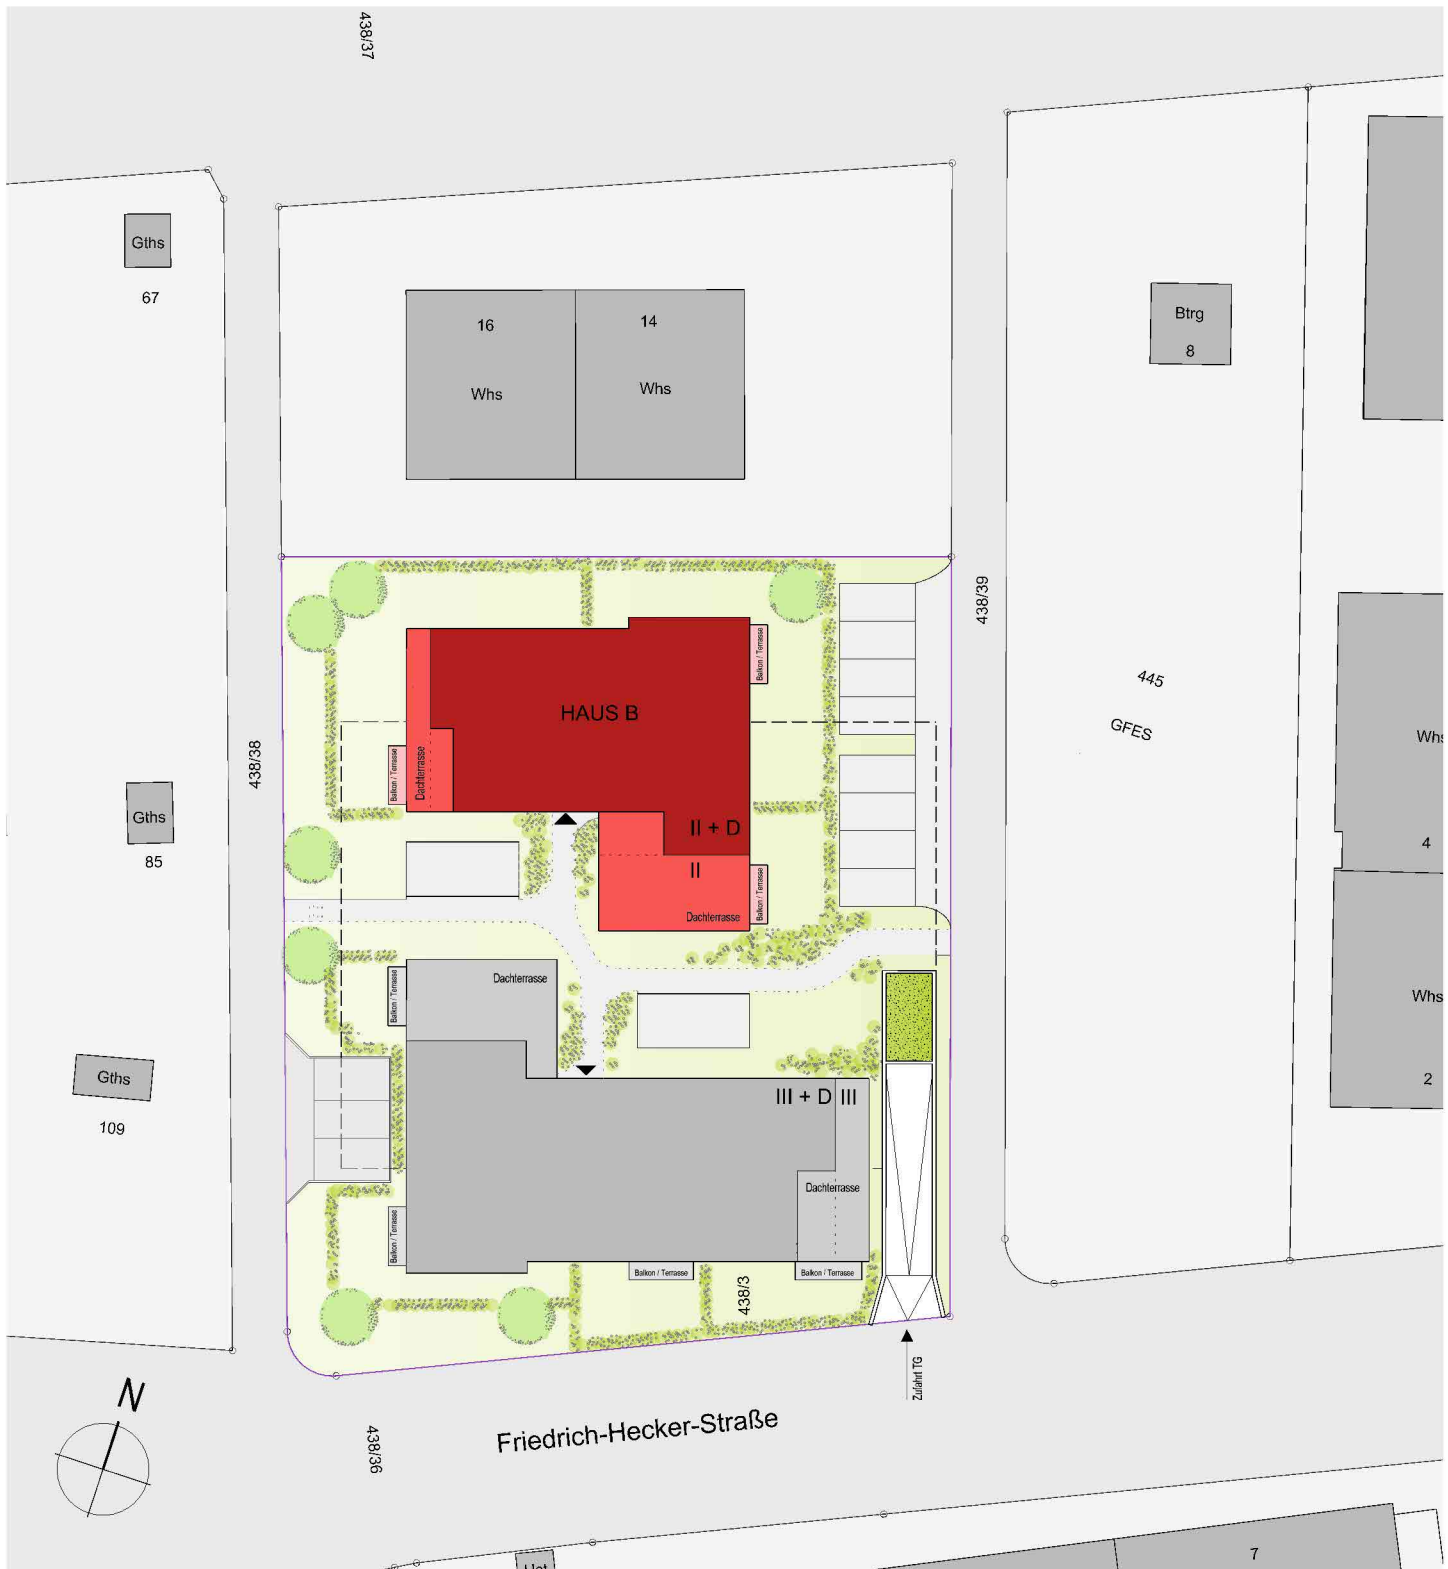 438/37
Gths
67
16
14
Whs
Whs
Btrg
8
438/39
445
GFES
Whs
4
Whs
2
438/38
Gths
85
Gths
109
HAUS B
Balkon / Terrasse
Balkon / Terrasse
Dachterrasse
II + D
II
Dachterrasse
Balkon / Terrasse
Dachterrasse
Balkon / Terrasse
III + D
III
Dachterrasse
Balkon / Terrasse
Balkon / Terrasse
Balkon / Terrasse
438/3
Zufahrt TG
N
438/36
Friedrich-Hecker-Straße
7